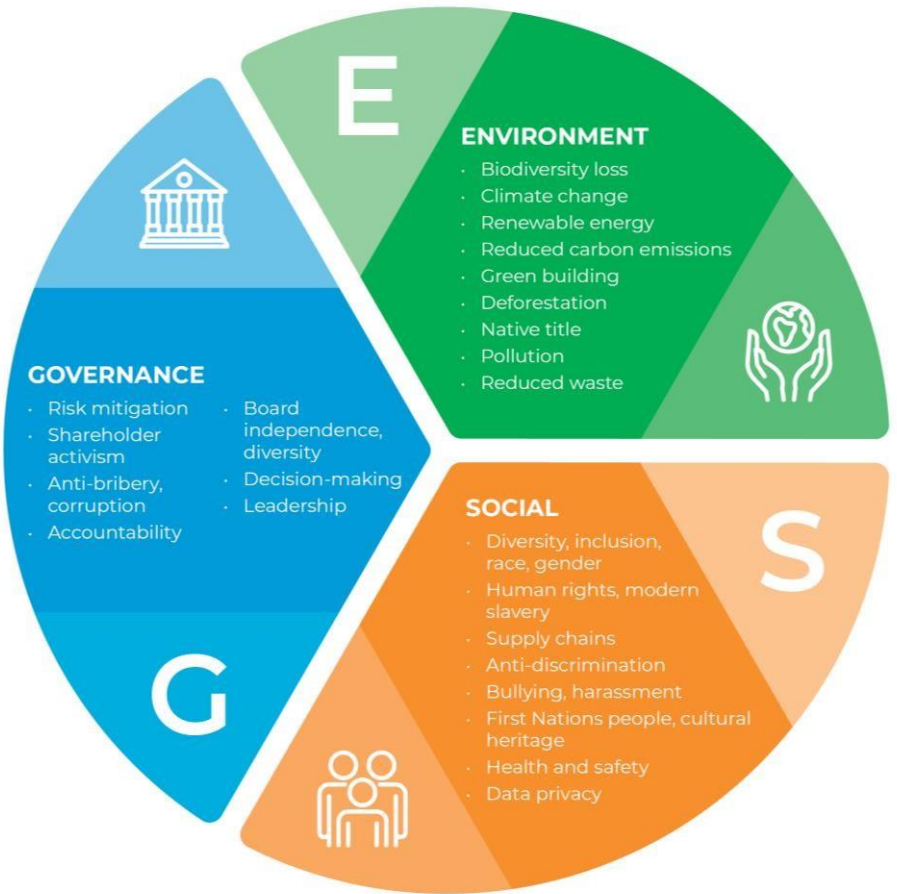 E
ENVIRONMENT
· Biodiversity loss
· Climate change
· Renewable energy
· Reduced carbon emissions
· Green building
· Deforestation
· Native title
· Pollution
· Reduced waste
GOVERNANCE
· Risk mitigation
· Shareholder
activism
· Anti-bribery,
corruption
· Accountability
· Board
independence,
diversity
· Decision-making
· Leadership
G
SOCIAL
· Diversity, inclusion,
race, gender
· Human rights, modern
slavery
· Supply chains
· Anti-discrimination
· Bullying, harassment
· First Nations people, cultural
heritage
· Health and safety
· Data privacy
S